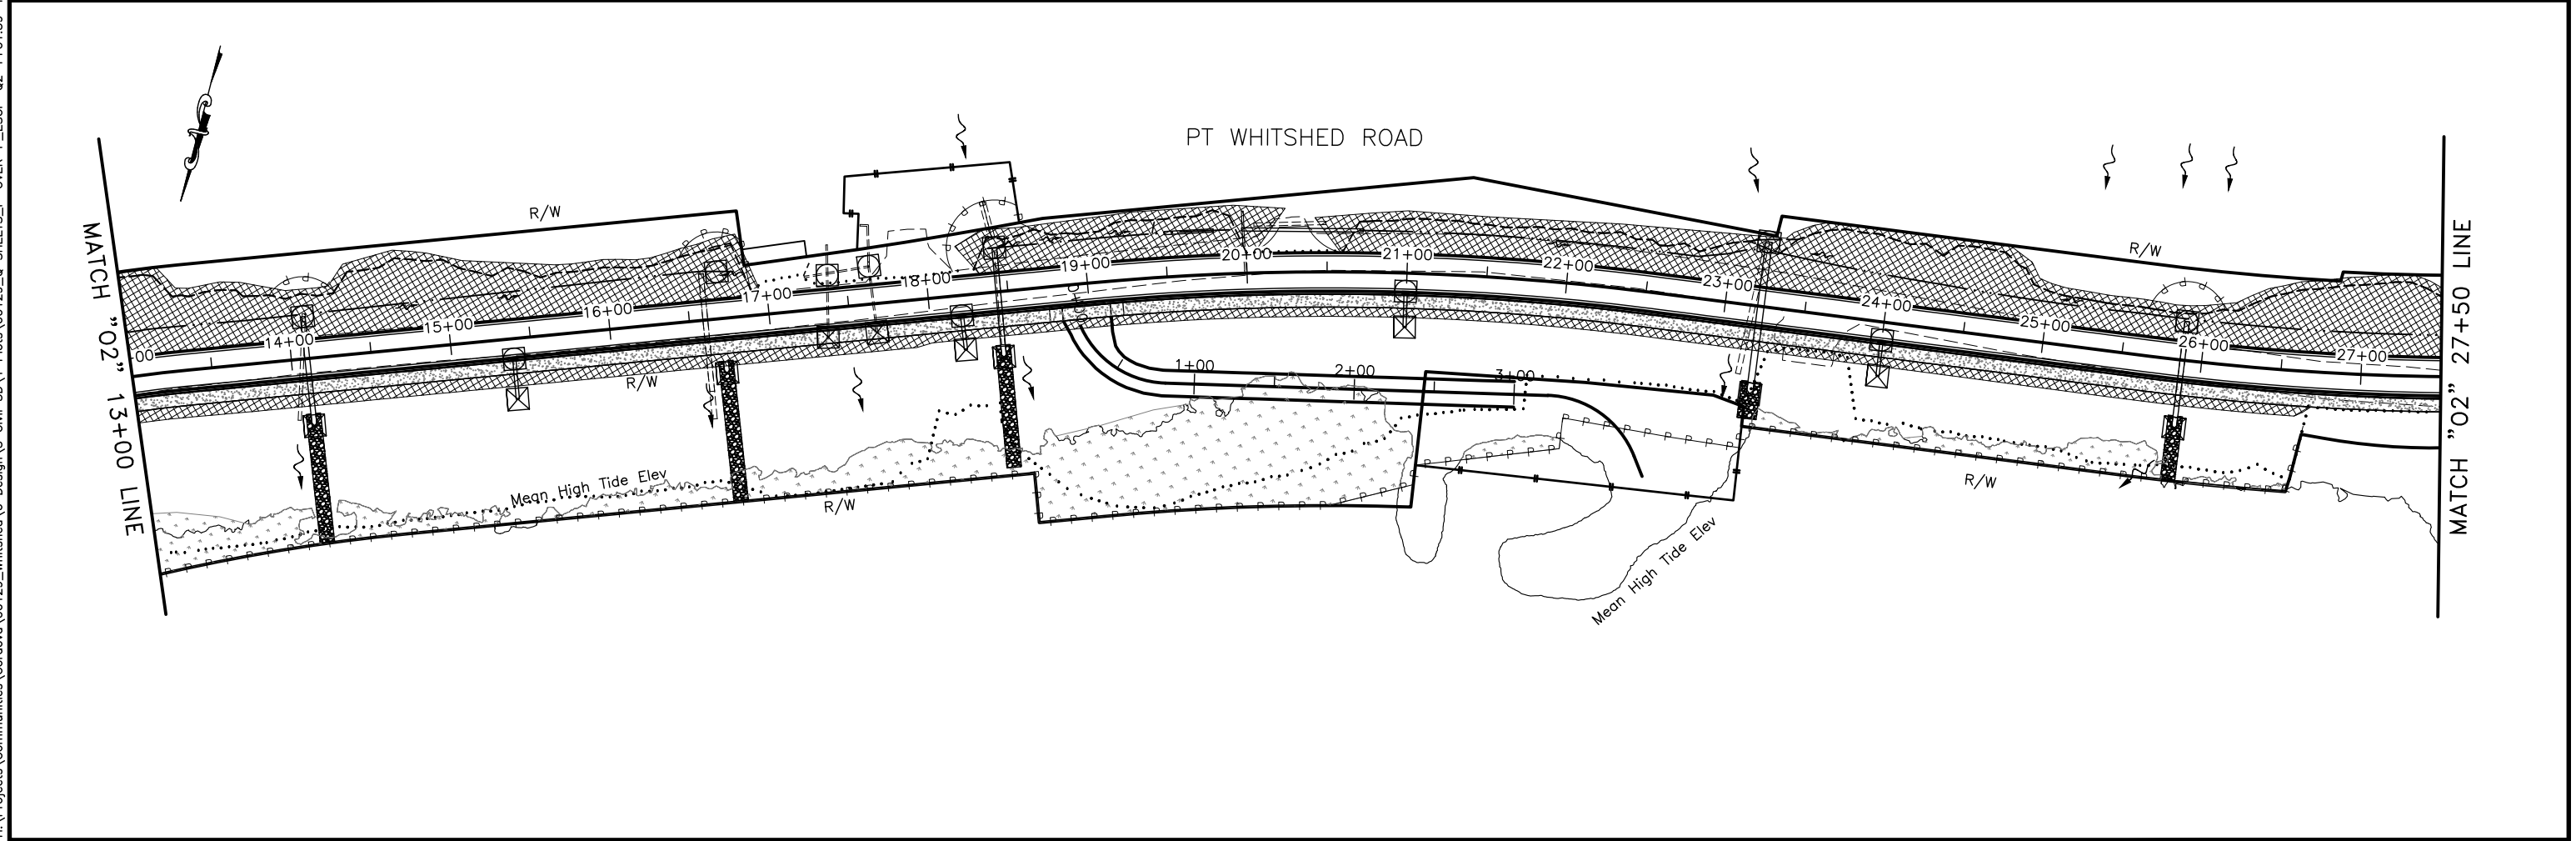 PT WHITSHED ROAD
R/W
R/W
MATCH "O2" 13+00 LINE
MATCH "O2" 27+50 LINE
00
14+00
15+00
16+00
17+00
18+00
19+00
20+00
21+00
22+00
23+00
24+00
25+00
26+00
27+00
R/W
1+00
2+00
3+00
Mean High Tide Elev
R/W
R/W
Mean High Tide Elev